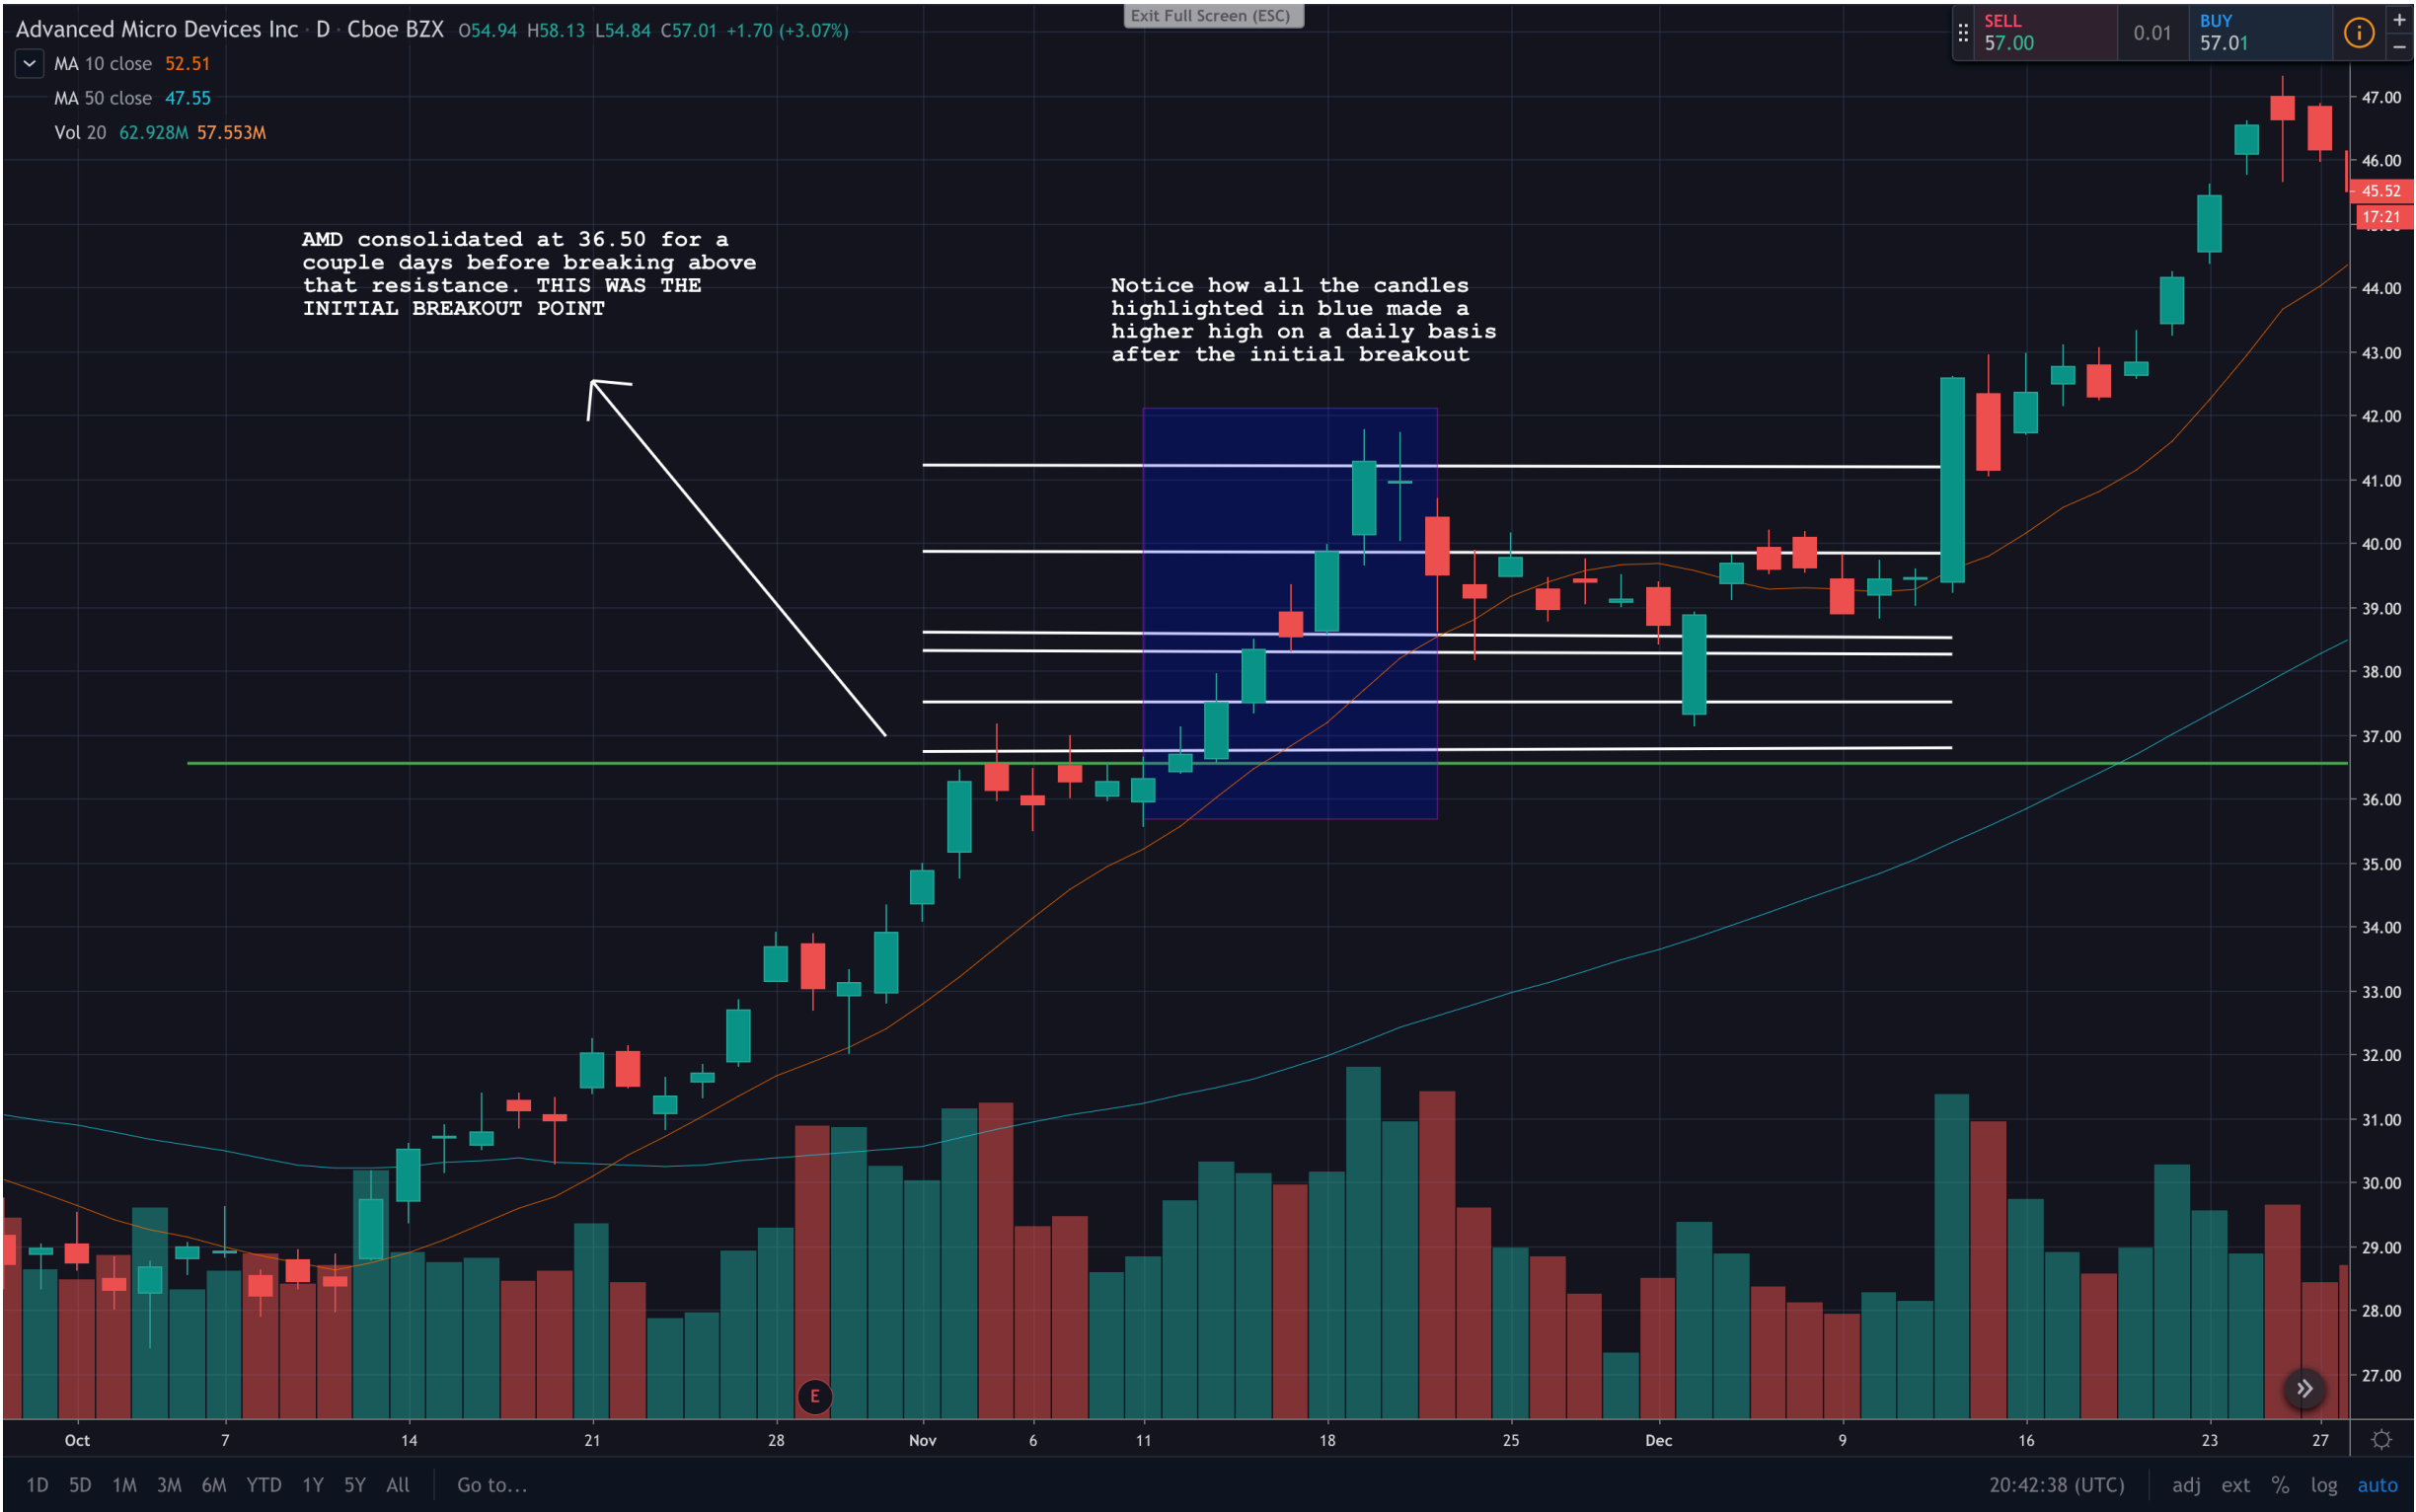 Exit Full Screen (ESC)
Advanced Micro Devices Inc · D · Cboe BZX O54.94 H58.13 L54.84 C57.01 +1.70 (+3.07%)
MA 10 close 52.51
MA 50 close 47.55
Vol 20 62.928M 57.553M
SELL
57.00
0.01
BUY
57.01
AMD consolidated at 36.50 for a
couple days before breaking above
that resistance. THIS WAS THE
INITIAL BREAKOUT POINT
Notice how all the candles
highlighted in blue made a
higher high on a daily basis
after the initial breakout
47.00
46.00
45.52
17:21
44.00
43.00
42.00
41.00
40.00
39.00
38.00
37.00
36.00
35.00
34.00
33.00
32.00
31.00
30.00
29.00
28.00
27.00
E
Oct 7 14 21 28 Nov 6 11 18 25 Dec 9 16 23 27
1D 5D 1M 3M 6M YTD 1Y 5Y All Go to... 20:42:38 (UTC) adj ext % log auto